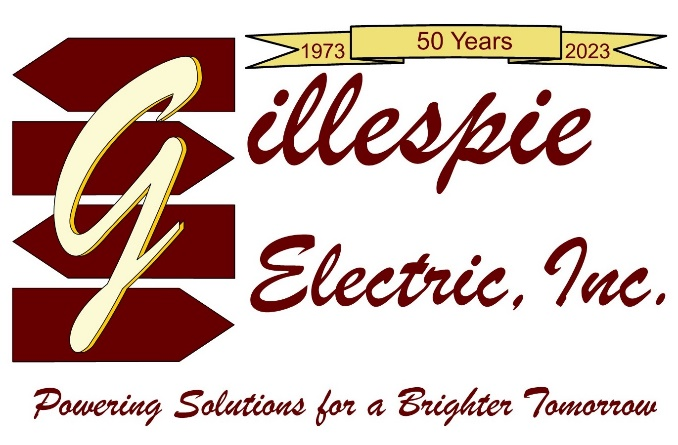 1973 50 Years 2023
Gillespie
Electric, Inc.
Powering Solutions for a Brighter Tomorrow